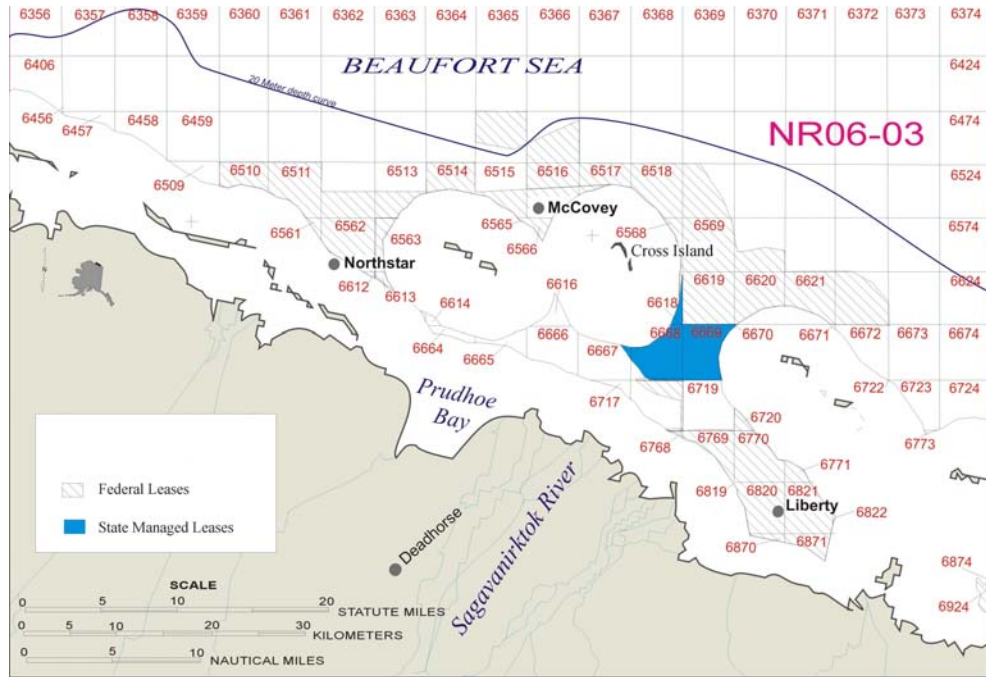 6356 6357 6358 6359 6360 6361 6362 6363 6364 6365 6366 6367 6368 6369 6370 6371 6372 6373 6374
BEAUFORT SEA
6406 6424
20 Meter depth curve
6456 6457 6458 6459 6474
NR06-03
6509 6510 6511 6513 6514 6515 6516 6517 6518 6524
McCovey
6561 6562 6563 6565 6566 6568 6569 6574
Cross Island
Northstar
6612 6613 6614 6616 6618 6619 6620 6621 6624
6664 6665 6666 6667 6668 6669 6670 6671 6672 6673 6674
Prudhoe
Bay
6717 6719 6720 6722 6723 6724
6768 6769 6770 6771 6773
6819 6820 6821 6822
Liberty
6870 6871 6874
6924
Federal Leases
State Managed Leases
Deadhorse
Sagavanirktok River
N
SCALE
0 5 10 20 STATUTE MILES
0 5 10 20 30 KILOMETERS
0 5 10 NAUTICAL MILES